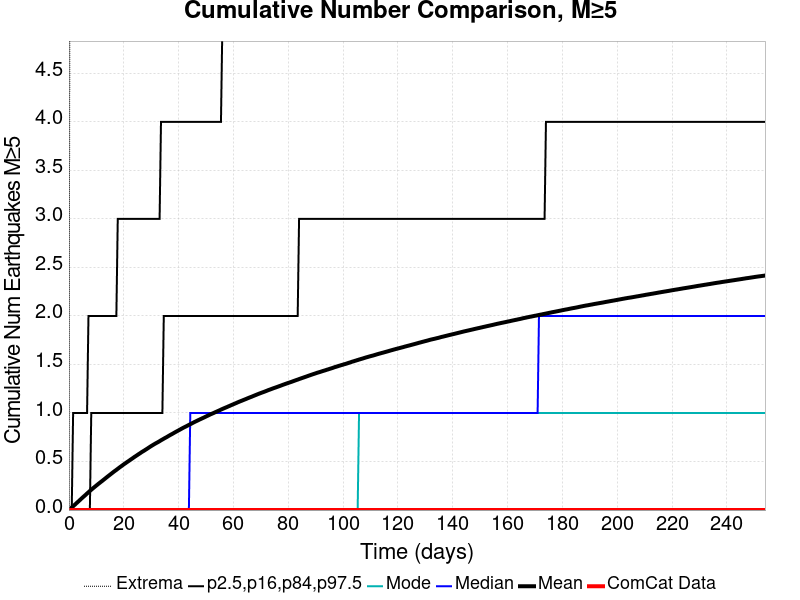 Cumulative Number Comparison, M≥5
Cumulative Num Earthquakes M≥5
4.5
4.0
3.5
3.0
2.5
2.0
1.5
1.0
0.5
0.0
0 20 40 60 80 100 120 140 160 180 200 220 240
Time (days)
Extrema p2.5,p16,p84,p97.5 Mode Median Mean ComCat Data